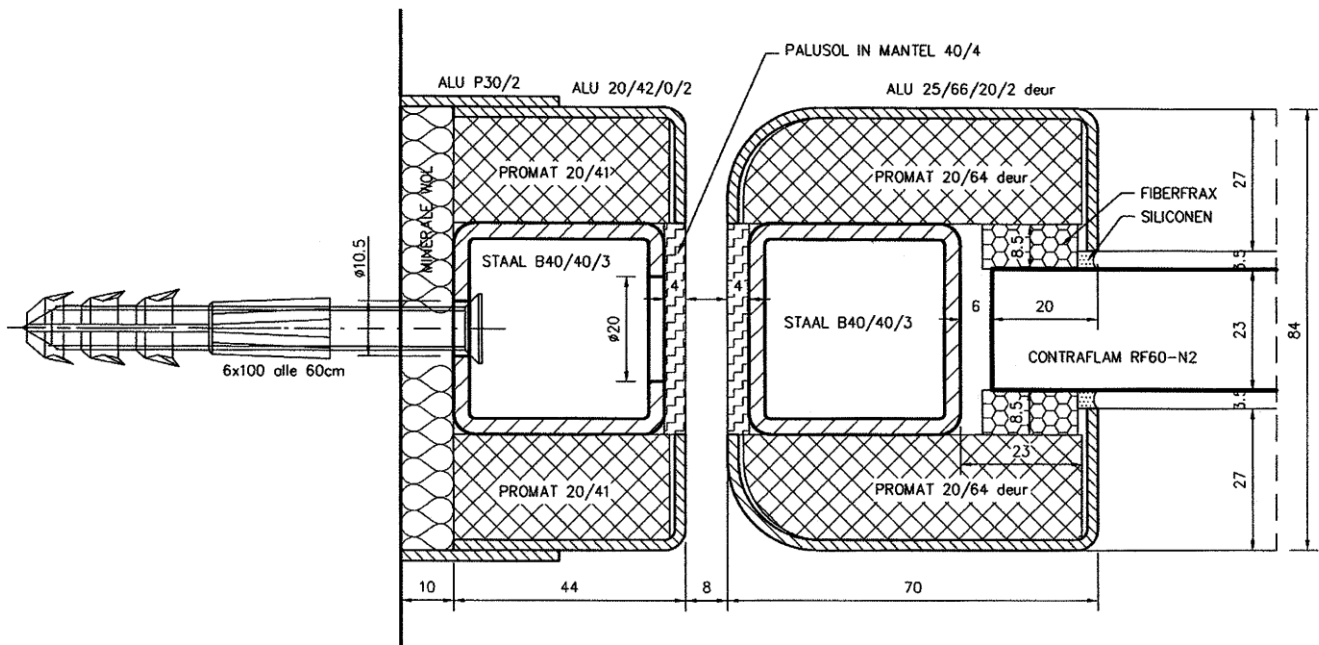 PALUSOL IN MANTEL 40/4
ALU P30/2
ALU 20/42/0/2
ALU 25/66/20/2 deur
PROMAT 20/41
PROMAT 20/64 deur
27
FIBERFRAX
SILICONEN
MINERALE WOL
8.5
3.5
STAAL B40/40/3
ø10.5
4
4
ø20
STAAL B40/40/3
6
20
23
84
CONTRAFLAM RF60-N2
6x100 alle 60cm
8.5
3.5
23
PROMAT 20/41
PROMAT 20/64 deur
27
10
44
8
70